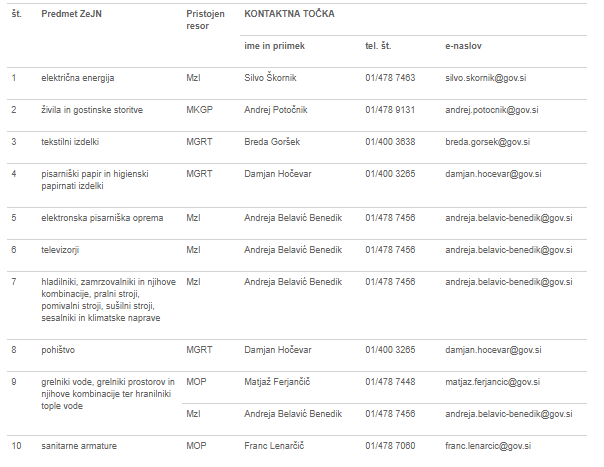 št. Predmet ZeJN Pristojen KONTAKTNA TOČKA
resor
ime in priimek tel. št. e-naslov
1 električna energija MzI Silvo Škornik 01/478 7463 silvo.skornik@gov.si
2 živila in gostinske storitve MKGP Andrej Potočnik 01/478 9131 andrej.potocnik@gov.si
3 tekstilni izdelki MGRT Breda Goršek 01/400 3638 breda.gorsek@gov.si
4 pisarniški papir in higienski MGRT Damjan Hočevar 01/400 3265 damjan.hocevar@gov.si
papirnati izdelki
5 elektronska pisarniška oprema MzI Andreja Belavić Benedik 01/478 7456 andreja.belavic-benedik@gov.si
6 televizorji MzI Andreja Belavić Benedik 01/478 7456 andreja.belavic-benedik@gov.si
7 hladilniki, zamrzovalniki in njihove MzI Andreja Belavić Benedik 01/478 7456 andreja.belavic-benedik@gov.si
kombinacije, pralni stroji,
pomivalni stroji, sušilni stroji,
sesalniki in klimatske naprave
8 pohištvo MGRT Damjan Hočevar 01/400 3265 damjan.hocevar@gov.si
9 grelniki vode, grelniki prostorov in MOP Matjaž Ferjančič 01/478 7448 matjaz.ferjancic@gov.si
njihove kombinacije ter hranilniki
tople vode
MzI Andreja Belavić Benedik 01/478 7456 andreja.belavic-benedik@gov.si
10 sanitarne armature MOP Franc Lenarčič 01/478 7060 franc.lenarcic@gov.si